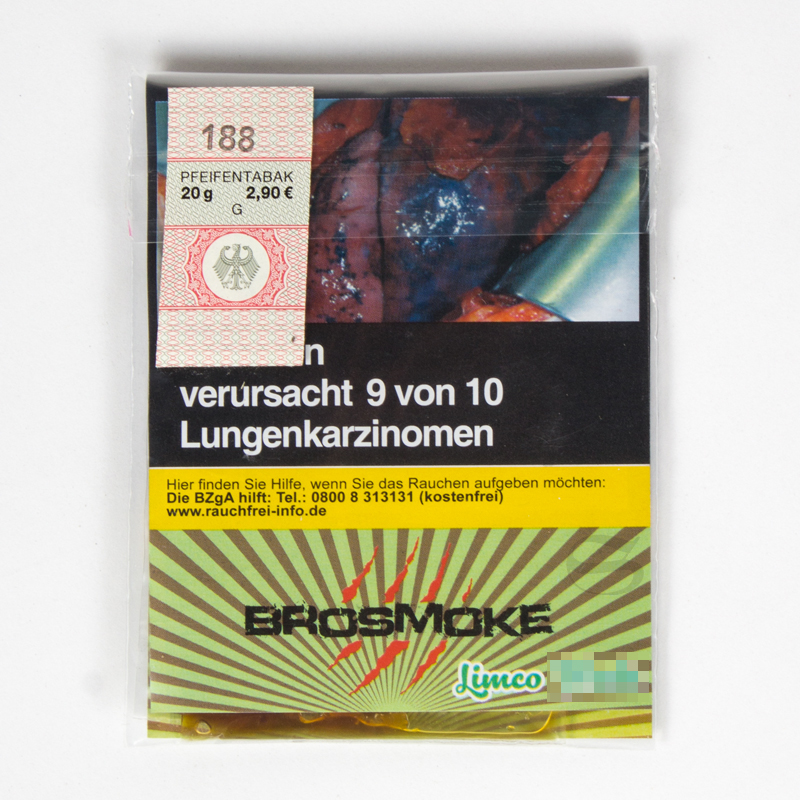 188
PFEIFENTABAK
20 g 2,90 €
G
n
verursacht 9 von 10
Lungenkarzinomen
Hier finden Sie Hilfe, wenn Sie das Rauchen aufgeben möchten:
Die BZgA hilft: Tel.: 0800 8 313131 (kostenfrei)
www.rauchfrei-info.de
BROSMOKE
Limco